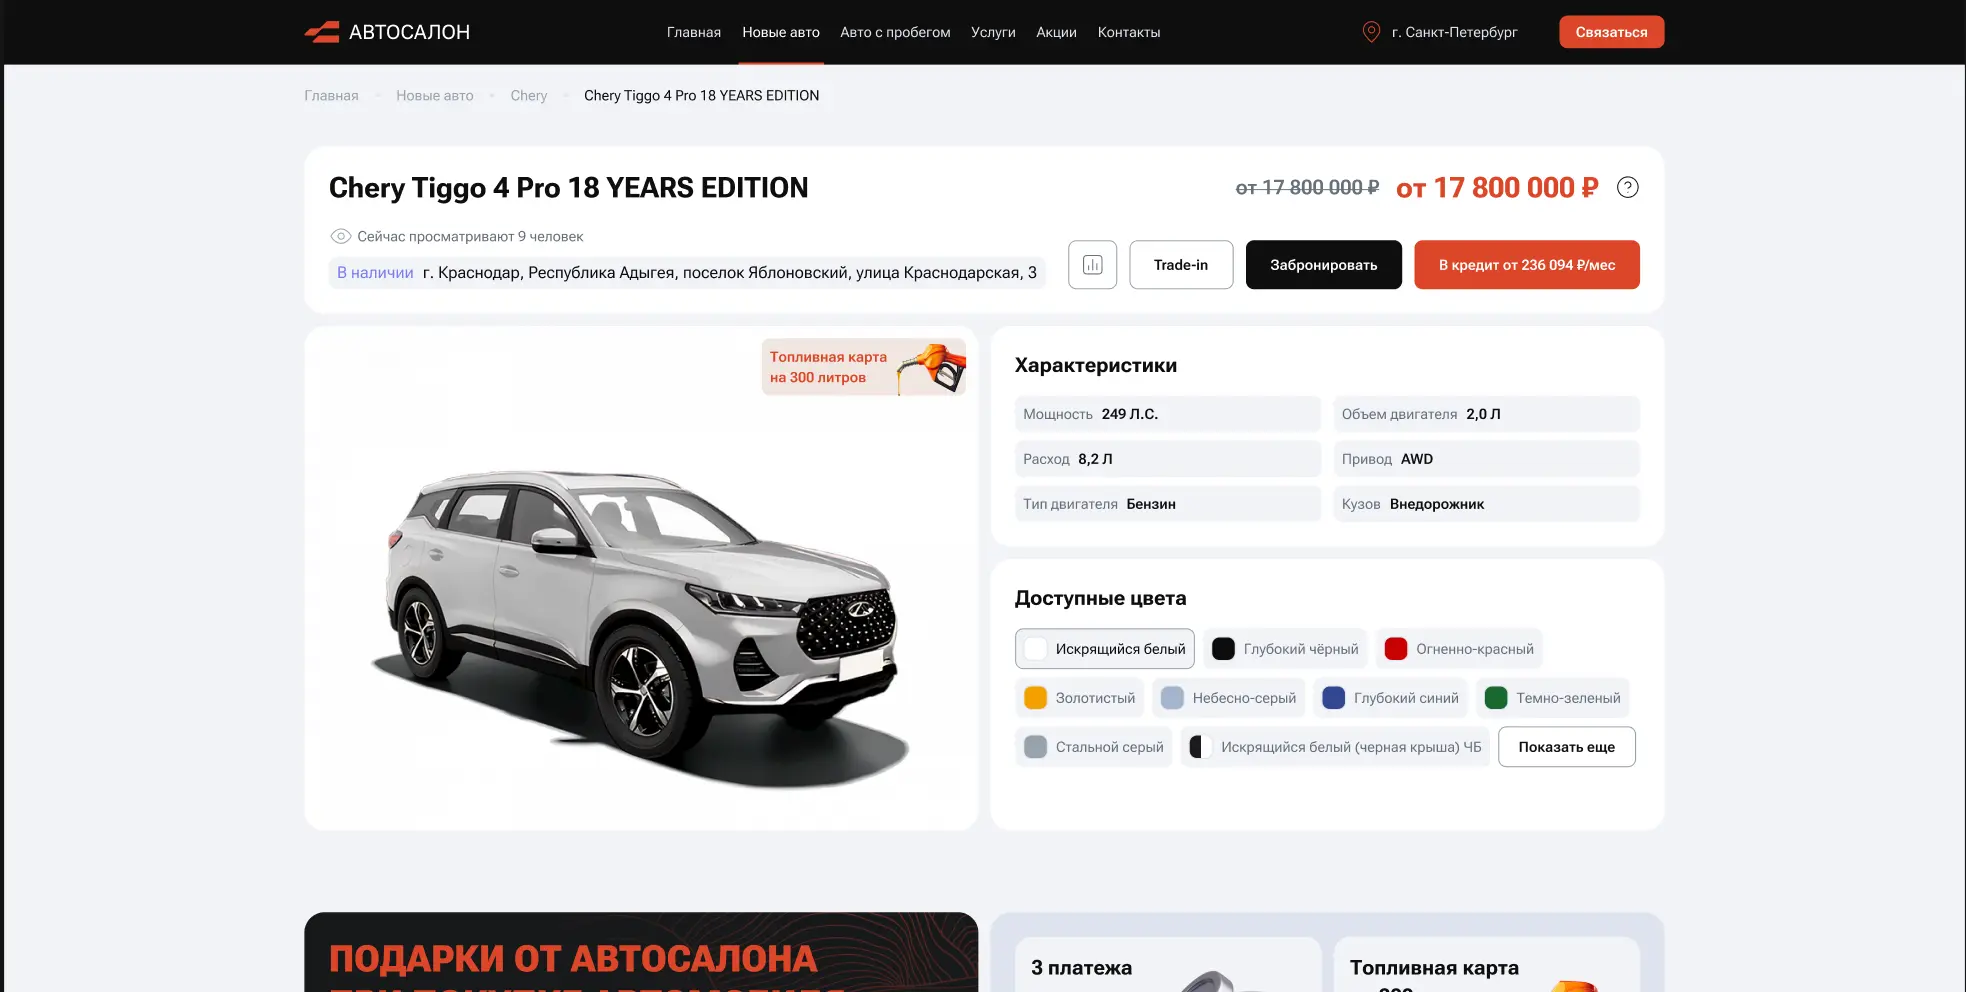 АВТОСАЛОН
Главная Новые авто Авто с пробегом Услуги Акции Контакты
г. Санкт-Петербург
Связаться
Главная Новые авто Chery Chery Tiggo 4 Pro 18 YEARS EDITION
Chery Tiggo 4 Pro 18 YEARS EDITION
от 17 800 000 ₽ от 17 800 000 ₽ ?
Сейчас просматривают 9 человек
В наличии г. Краснодар, Республика Адыгея, поселок Яблоновский, улица Краснодарская, 3
Trade-in
Забронировать
В кредит от 236 094 ₽/мес
Топливная карта
на 300 литров
Характеристики
Мощность 249 Л.С.
Объем двигателя 2,0 Л
Расход 8,2 Л
Привод AWD
Тип двигателя Бензин
Кузов Внедорожник
Доступные цвета
Искрящийся белый Глубокий чёрный Огненно-красный
Золотистый Небесно-серый Глубокий синий Темно-зеленый
Стальной серый Искрящийся белый (черная крыша) ЧБ Показать еще
ПОДАРКИ ОТ АВТОСАЛОНА
3 платежа
Топливная карта